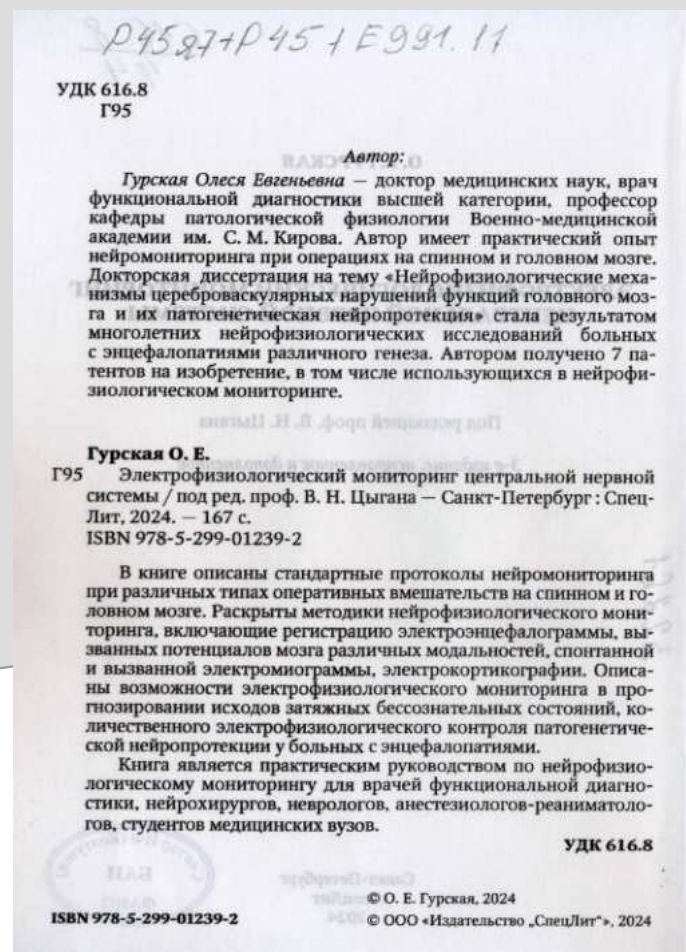 Р45я7+Р45 1 Е991.11
УДК 616.8
Г95
Автор:
Гурская Олеся Евгеньевна — доктор медицинских наук, врач
функциональной диагностики высшей категории, профессор
кафедры патологической физиологии Военно-медицинской
академии им. С. М. Кирова. Автор имеет практический опыт
нейромониторинга при операциях на спинном и головном мозге.
Докторская диссертация на тему «Нейрофизиологические меха-
низмы цереброваскулярных нарушений функций головного моз-
га и их патогенетическая нейропротекция» стала результатом
многолетних нейрофизиологических исследований больных
с энцефалопатиями различного генеза. Автором получено 7 па-
тентов на изобретение, в том числе использующихся в нейрофи-
зиологическом мониторинге.
Гурская О. Е.
Г95 Электрофизиологический мониторинг центральной нервной
системы / под ред. проф. В. Н. Цыгана — Санкт-Петербург : Спец-
Лит, 2024. — 167 с.
ISBN 978-5-299-01239-2
В книге описаны стандартные протоколы нейромониторинга
при различных типах оперативных вмешательств на спинном и го-
ловном мозге. Раскрыты методики нейрофизиологического мони-
торинга, включающие регистрацию электроэнцефалограммы, вы-
званных потенциалов мозга различных модальностей, спонтанной
и вызванной электромиограммы, электрокортикографии. Описа-
ны возможности электрофизиологического мониторинга в про-
гнозировании исходов затяжных бессознательных состояний, ко-
личественного электрофизиологического контроля патогенетиче-
ской нейропротекции у больных с энцефалопатиями.
Книга является практическим руководством по нейрофизио-
логическому мониторингу для врачей функциональной диагно-
стики, нейрохирургов, неврологов, анестезиологов-реаниматоло-
гов, студентов медицинских вузов.
УДК 616.8
© О. Е. Гурская, 2024
ISBN 978-5-299-01239-2 © ООО «Издательство „СпецЛит“», 2024